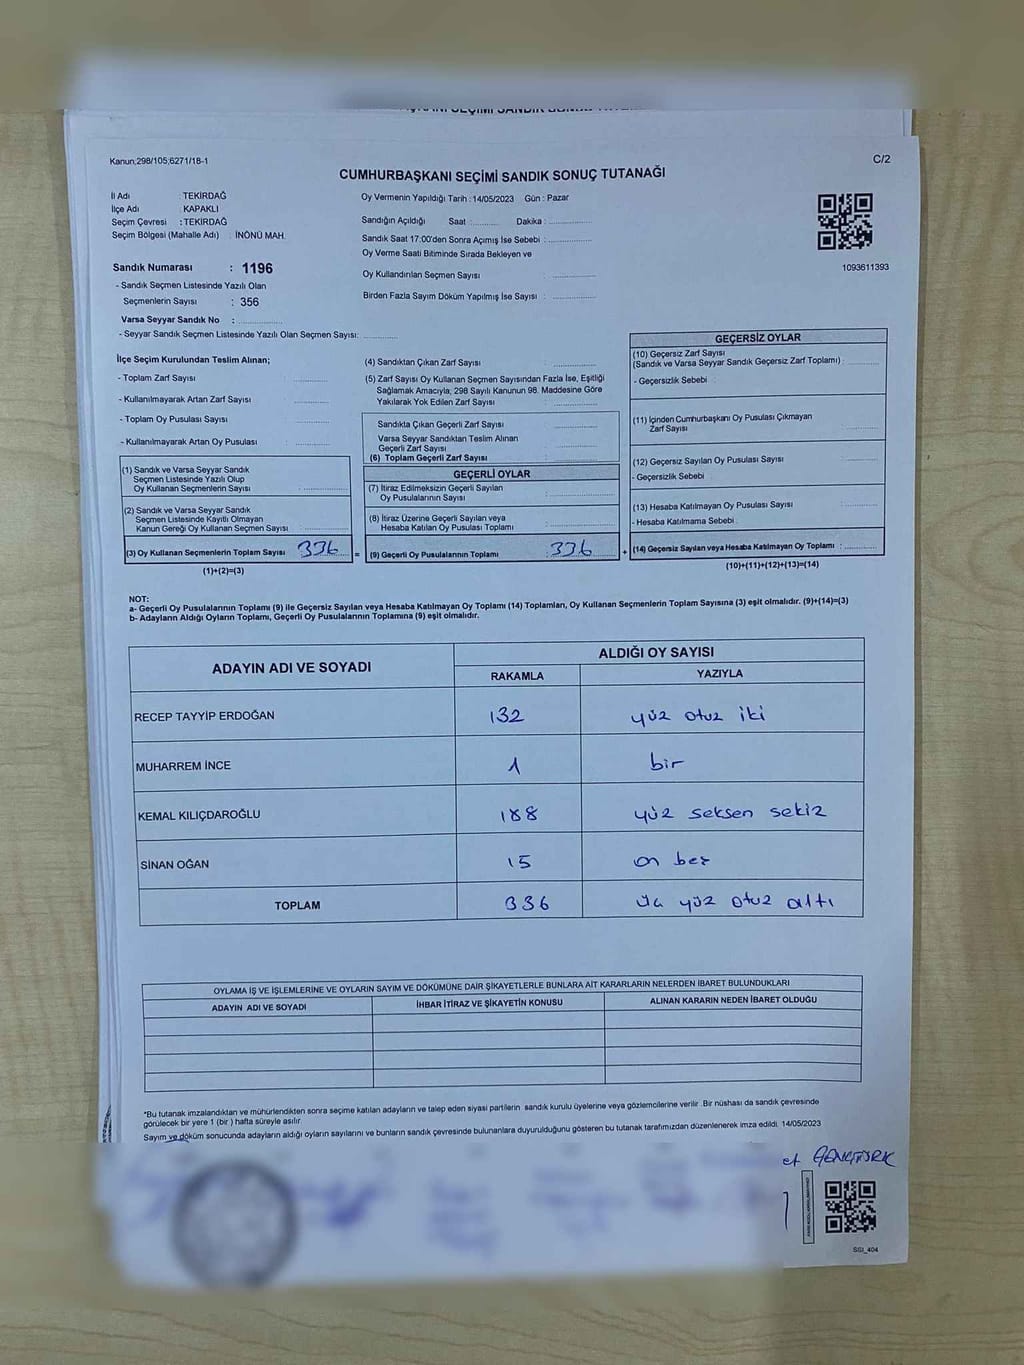 Kanun;298/105;6271/18-1
C/2
CUMHURBAŞKANI SEÇİMİ SANDIK SONUÇ TUTANAĞI
İl Adı : TEKİRDAĞ
İlçe Adı : KAPAKLI
Seçim Çevresi : TEKİRDAĞ
Seçim Bölgesi (Mahalle Adı) : İNÖNÜ MAH.
Sandık Numarası : 1196
- Sandık Seçmen Listesinde Yazılı Olan
Seçmenlerin Sayısı : 356
Varsa Seyyar Sandık No :
- Seyyar Sandık Seçmen Listesinde Yazılı Olan Seçmen Sayısı:
Oy Vermenin Yapıldığı Tarih : 14/05/2023 Gün : Pazar
Sandığın Açıldığı Saat : Dakika :
Sandık Saat 17:00'den Sonra Açımış İse Sebebi :
Oy Verme Saati Bitiminde Sırada Bekleyen ve
Oy Kullandırılan Seçmen Sayısı :
Birden Fazla Sayım Döküm Yapılmış İse Sayısı :
1093611393
İlçe Seçim Kurulundan Teslim Alınan;
- Toplam Zarf Sayısı :
- Kullanılmayarak Artan Zarf Sayısı :
- Toplam Oy Pusulası Sayısı :
- Kullanılmayarak Artan Oy Pusulası :
(1) Sandık ve Varsa Seyyar Sandık
Seçmen Listesinde Yazılı Olup
Oy Kullanan Seçmenlerin Sayısı :
(2) Sandık ve Varsa Seyyar Sandık
Seçmen Listesinde Kayıtlı Olmayan
Kanun Gereği Oy Kullanan Seçmen Sayısı :
(3) Oy Kullanan Seçmenlerin Toplam Sayısı 336 =
(1)+(2)=(3)
(4) Sandıktan Çıkan Zarf Sayısı :
(5) Zarf Sayısı Oy Kullanan Seçmen Sayısından Fazla İse, Eşitliği
Sağlamak Amacıyla, 298 Sayılı Kanunun 98. Maddesine Göre
Yakılarak Yok Edilen Zarf Sayısı :
Sandıkta Çıkan Geçerli Zarf Sayısı :
Varsa Seyyar Sandıktan Teslim Alınan
Geçerli Zarf Sayısı :
(6) Toplam Geçerli Zarf Sayısı :
GEÇERLİ OYLAR
(7) İtiraz Edilmeksizin Geçerli Sayılan
Oy Pusulalarının Sayısı :
(8) İtiraz Üzerine Geçerli Sayılan veya
Hesaba Katılan Oy Pusulası Toplamı :
(9) Geçerli Oy Pusulalarının Toplamı : 336 +
GEÇERSİZ OYLAR
(10) Geçersiz Zarf Sayısı
(Sandık ve Varsa Seyyar Sandık Geçersiz Zarf Toplamı) :
- Geçersizlik Sebebi :
(11) İçinden Cumhurbaşkanı Oy Pusulası Çıkmayan
Zarf Sayısı :
(12) Geçersiz Sayılan Oy Pusulası Sayısı :
- Geçersizlik Sebebi :
(13) Hesaba Katılmayan Oy Pusulası Sayısı :
- Hesaba Katılmama Sebebi :
(14) Geçersiz Sayılan veya Hesaba Katılmayan Oy Toplamı :
(10)+(11)+(12)+(13)=(14)
NOT:
a- Geçerli Oy Pusulalarının Toplamı (9) ile Geçersiz Sayılan veya Hesaba Katılmayan Oy Toplamı (14) Toplamları, Oy Kullanan Seçmenlerin Toplam Sayısına (3) eşit olmalıdır. (9)+(14)=(3)
b- Adayların Aldığı Oyların Toplamı, Geçerli Oy Pusulalarının Toplamına (9) eşit olmalıdır.
ADAYIN ADI VE SOYADI
ALDIĞI OY SAYISI
RAKAMLA YAZIYLA
RECEP TAYYİP ERDOĞAN 132 yüz otuz iki
MUHARREM İNCE 1 bir
KEMAL KILIÇDAROĞLU 188 yüz seksen sekiz
SİNAN OĞAN 15 on beş
TOPLAM 336 üç yüz otuz altı
OYLAMA İŞ VE İŞLEMLERİNE VE OYLARIN SAYIM VE DÖKÜMÜNE DAİR ŞİKAYETLERLE BUNLARA AİT KARARLARIN NELERDEN İBARET BULUNDUKLARI
ADAYIN ADI VE SOYADI İHBAR İTİRAZ VE ŞİKAYETİN KONUSU ALINAN KARARIN NEDEN İBARET OLDUĞU
*Bu tutanak imzalandıktan ve mühürlendikten sonra seçime katılan adayların ve talep eden siyasi partilerin sandık kurulu üyelerine veya gözlemcilerine verilir .Bir nüshası da sandık çevresinde
görülecek bir yere 1 (bir ) hafta süreyle asılır.
Sayım ve döküm sonucunda adayların aldığı oyların sayılarını ve bunların sandık çevresinde bulunanlara duyurulduğunu gösteren bu tutanak tarafımızdan düzenlenerek imza edildi. 14/05/2023
et GENÇTÜRK
SSI_404